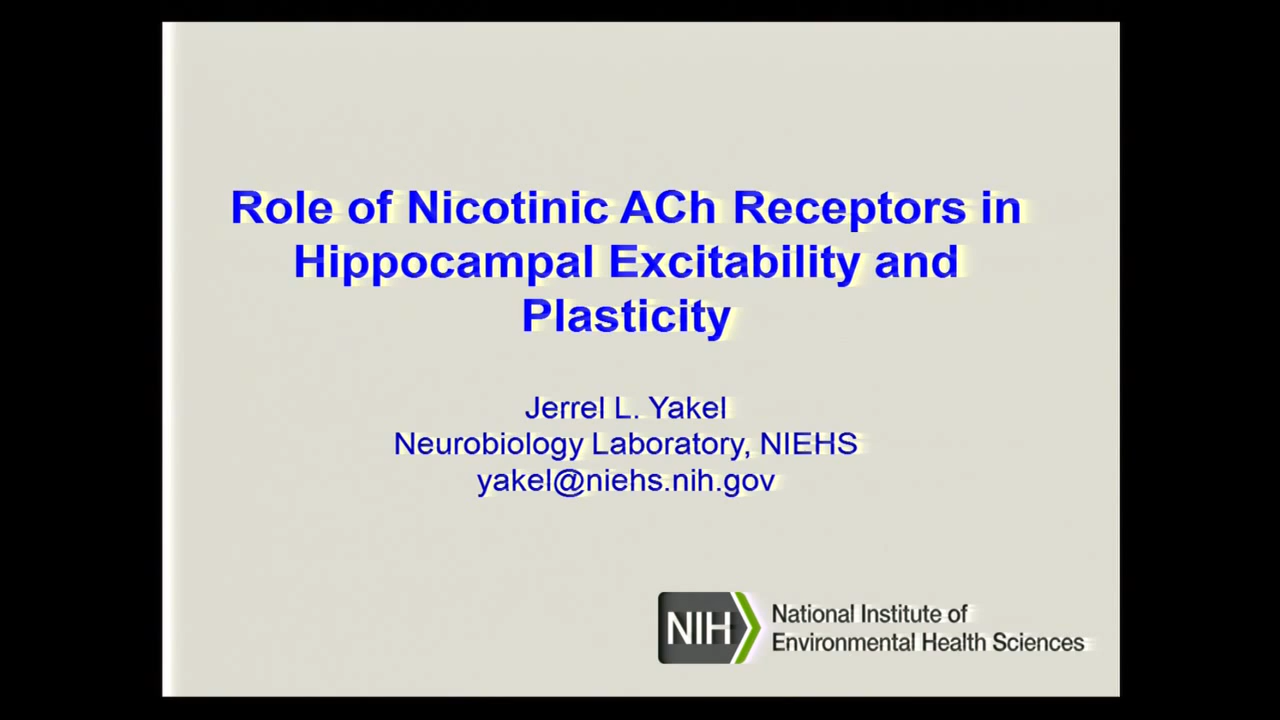 Role of Nicotinic ACh Receptors in
Hippocampal Excitability and
Plasticity
Jerrel L. Yakel
Neurobiology Laboratory, NIEHS
yakel@niehs.nih.gov
NIH
National Institute of
Environmental Health Sciences